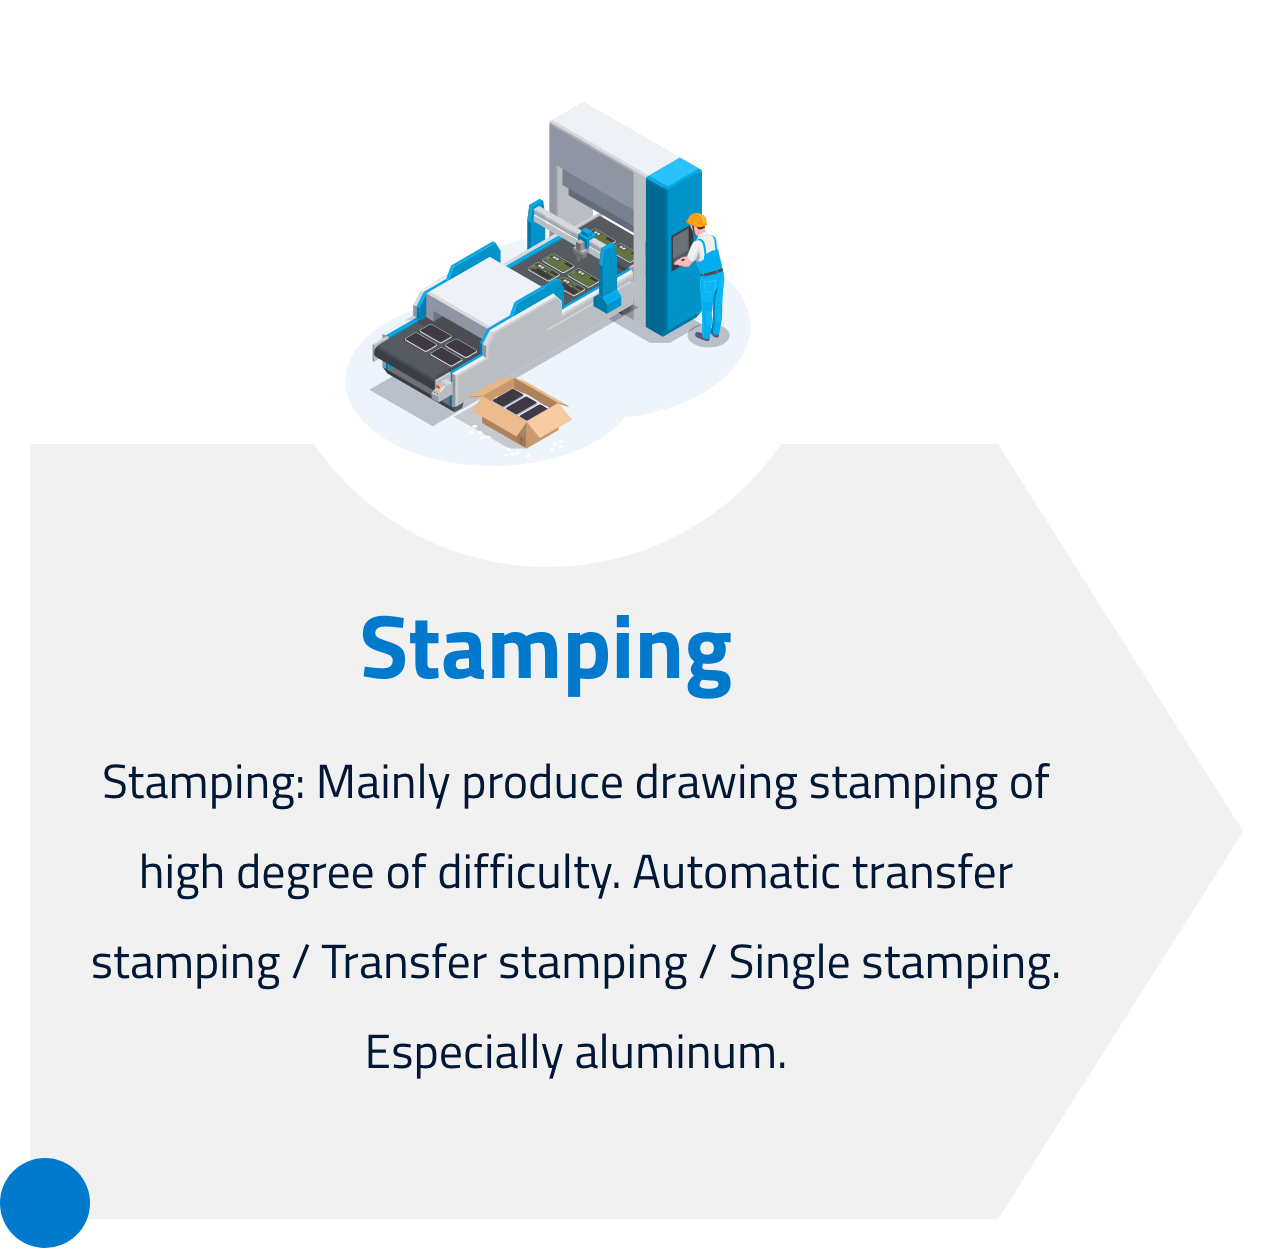 Stamping
Stamping: Mainly produce drawing stamping of
high degree of difficulty. Automatic transfer
stamping / Transfer stamping / Single stamping.
Especially aluminum.